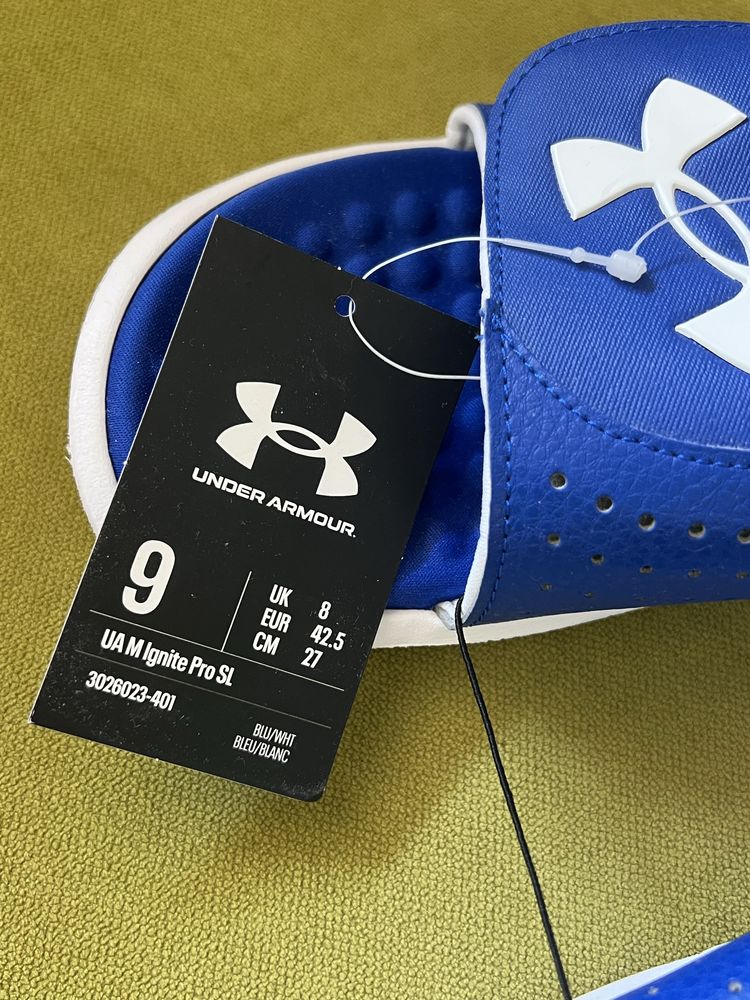 UNDER ARMOUR
9
UK 8
EUR 42.5
CM 27
UA M Ignite Pro SL
3026023-401
BLU/WHT
BLEU/BLANC